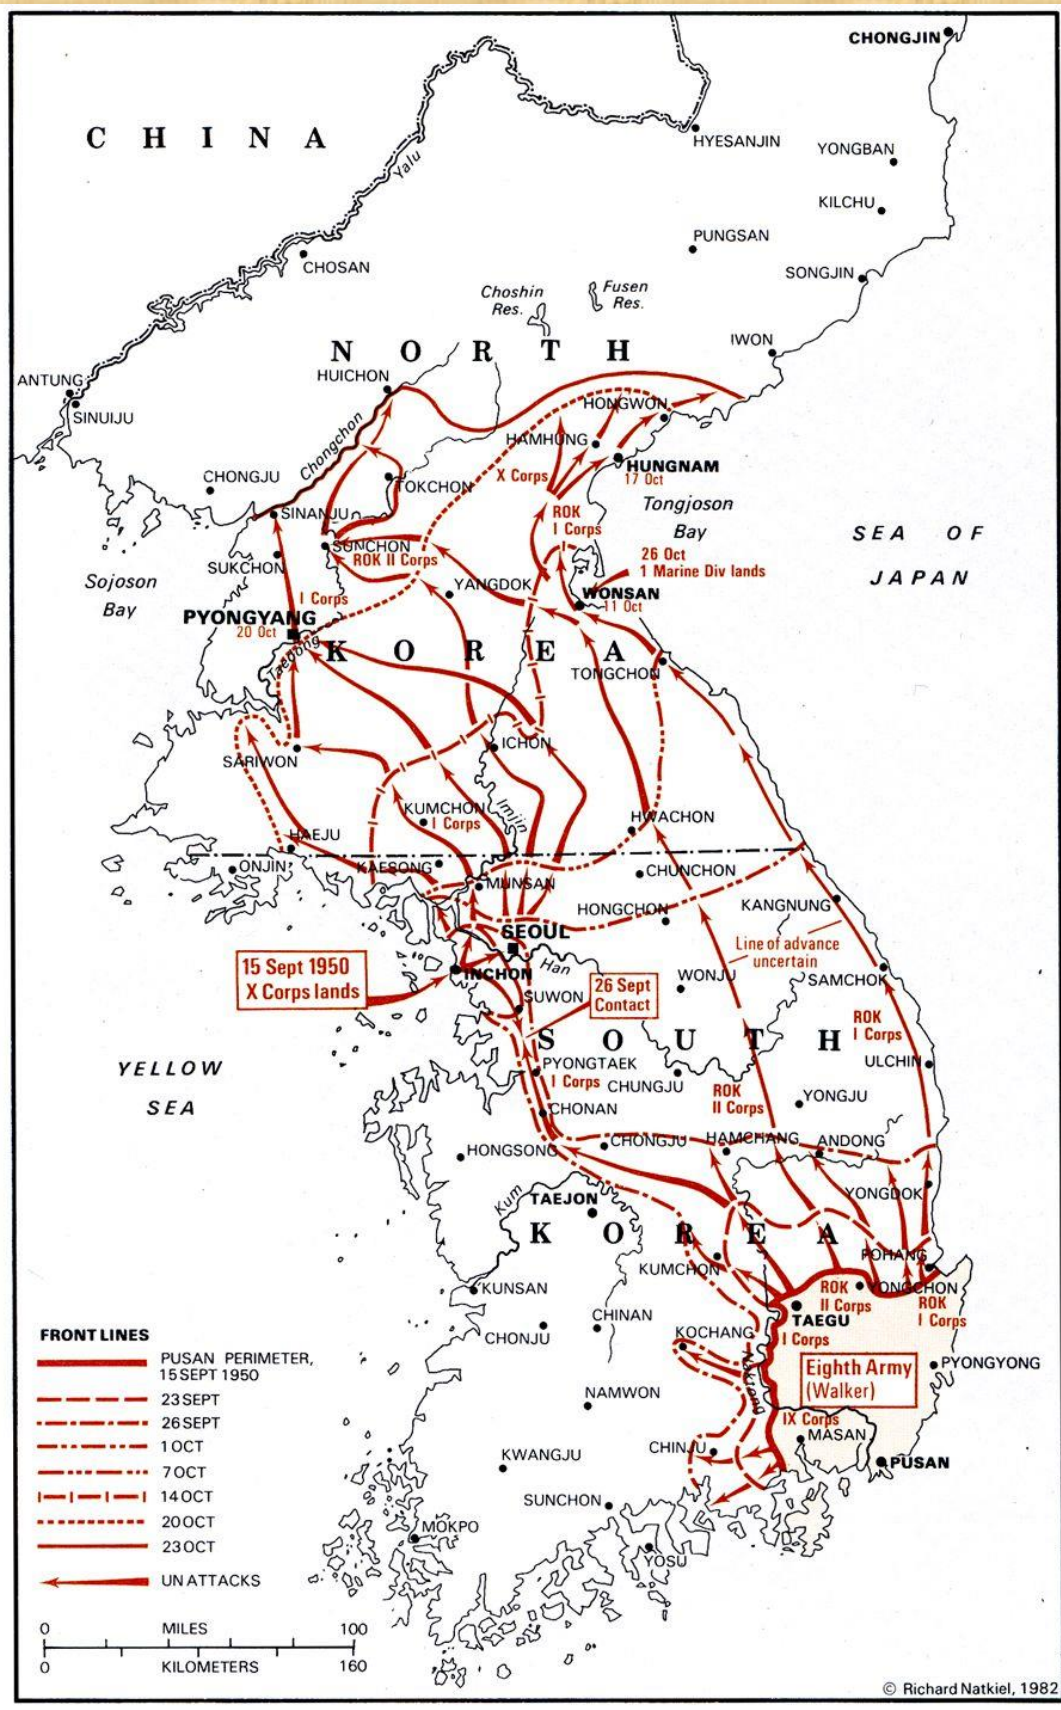 CHONGJIN
CHINA
HYESANJIN
YONGBAN
Yalu
KILCHU
PUNGSAN
CHOSAN
SONGJIN
Choshin
Res.
Fusen
Res.
IWON
NORTH
HUICHON
ANTUNG
SINUIJU
HONGWON
HAMHUNG
Chongchon
HUNGNAM
17 Oct
X Corps
CHONGJU
TOKCHON
Tongjoson
Bay
SINANJU
ROK
I Corps
SEA OF
JAPAN
SUNCHON
ROK II Corps
26 Oct
1 Marine Div lands
SUKCHON
Sojoson
Bay
YANGDOK
WONSAN
11 Oct
I Corps
PYONGYANG
20 Oct
Taedong
KOREA
TONGCHON
ICHON
SARIWON
KUMCHON
I Corps
Imjin
HWACHON
HAEJU
ONJIN
KAESONG
CHUNCHON
MUNSAN
KANGNUNG
HONGCHON
SEOUL
Line of advance
uncertain
15 Sept 1950
X Corps lands
INCHON
Han
WONJU
SAMCHOK
26 Sept
Contact
SUWON
ROK
I Corps
SOUTH
YELLOW
SEA
ULCHIN
PYONGTAEK
I Corps
CHUNGJU
ROK
II Corps
YONGJU
CHONAN
CHONGJU
HAMCHANG
ANDONG
HONGSONG
YONGDOK
Kum
TAEJON
KOREA
POHANG
KUMCHON
KUNSAN
YONGCHON
ROK
II Corps
ROK
I Corps
CHINAN
TAEGU
CHONJU
KOCHANG
I Corps
FRONT LINES
PUSAN PERIMETER,
15 SEPT 1950
23 SEPT
26 SEPT
1 OCT
7 OCT
14 OCT
20 OCT
23 OCT
UN ATTACKS
Eighth Army
(Walker)
PYONGYONG
Naktong
NAMWON
IX Corps
MASAN
CHINJU
KWANGJU
PUSAN
SUNCHON
MOKPO
YOSU
0 MILES 100
0 KILOMETERS 160
© Richard Natkiel, 1982